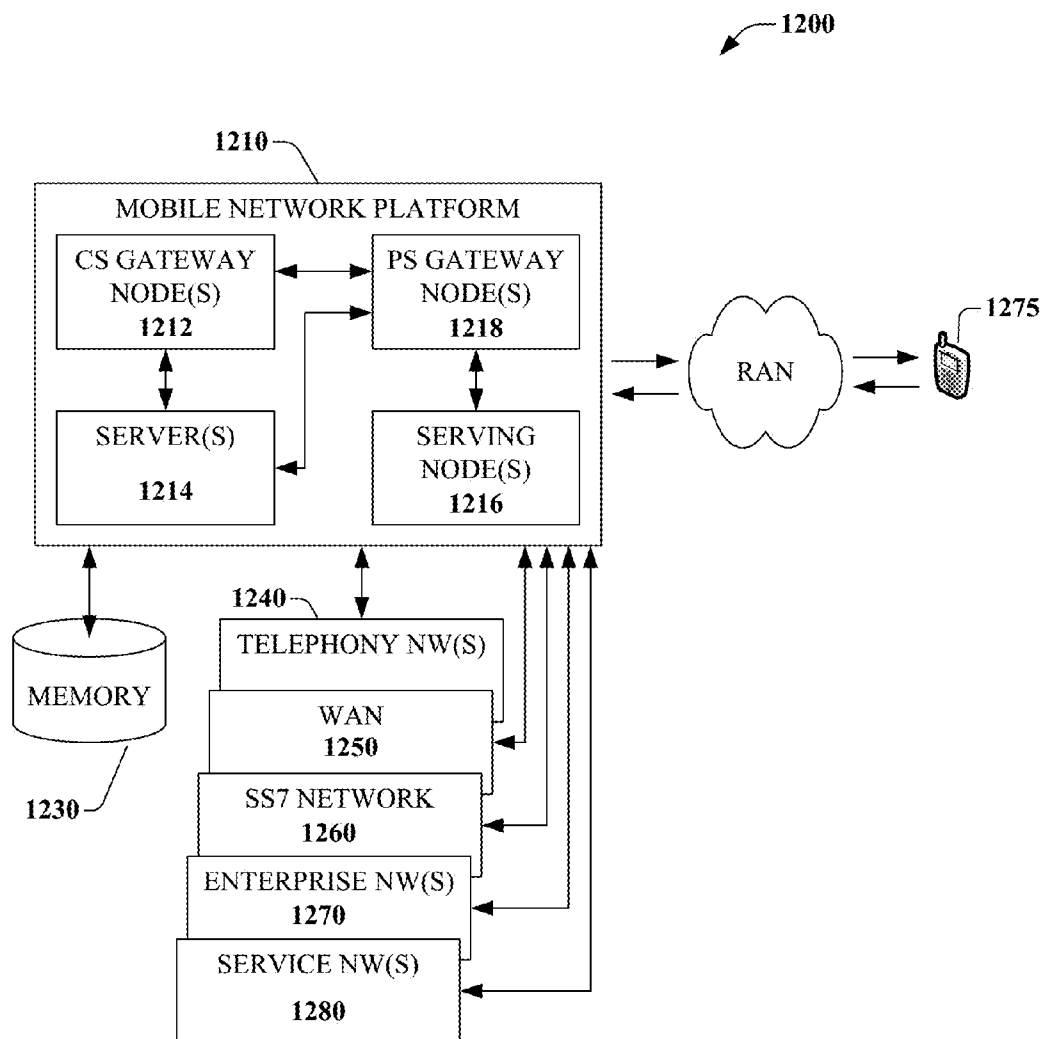 1200
1210
MOBILE NETWORK PLATFORM
CS GATEWAY
NODE(S)
1212
PS GATEWAY
NODE(S)
1218
SERVER(S)
1214
SERVING
NODE(S)
1216
RAN
1275
1240
TELEPHONY NW(S)
MEMORY
1230
WAN
1250
SS7 NETWORK
1260
ENTERPRISE NW(S)
1270
SERVICE NW(S)
1280